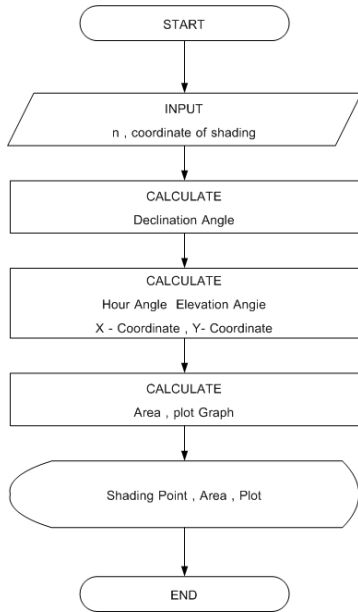 START
INPUT
n , coordinate of shading
CALCULATE
Declination Angle
CALCULATE
Hour Angle Elevation Angie
X - Coordinate , Y- Coordinate
CALCULATE
Area , plot Graph
Shading Point , Area , Plot
END